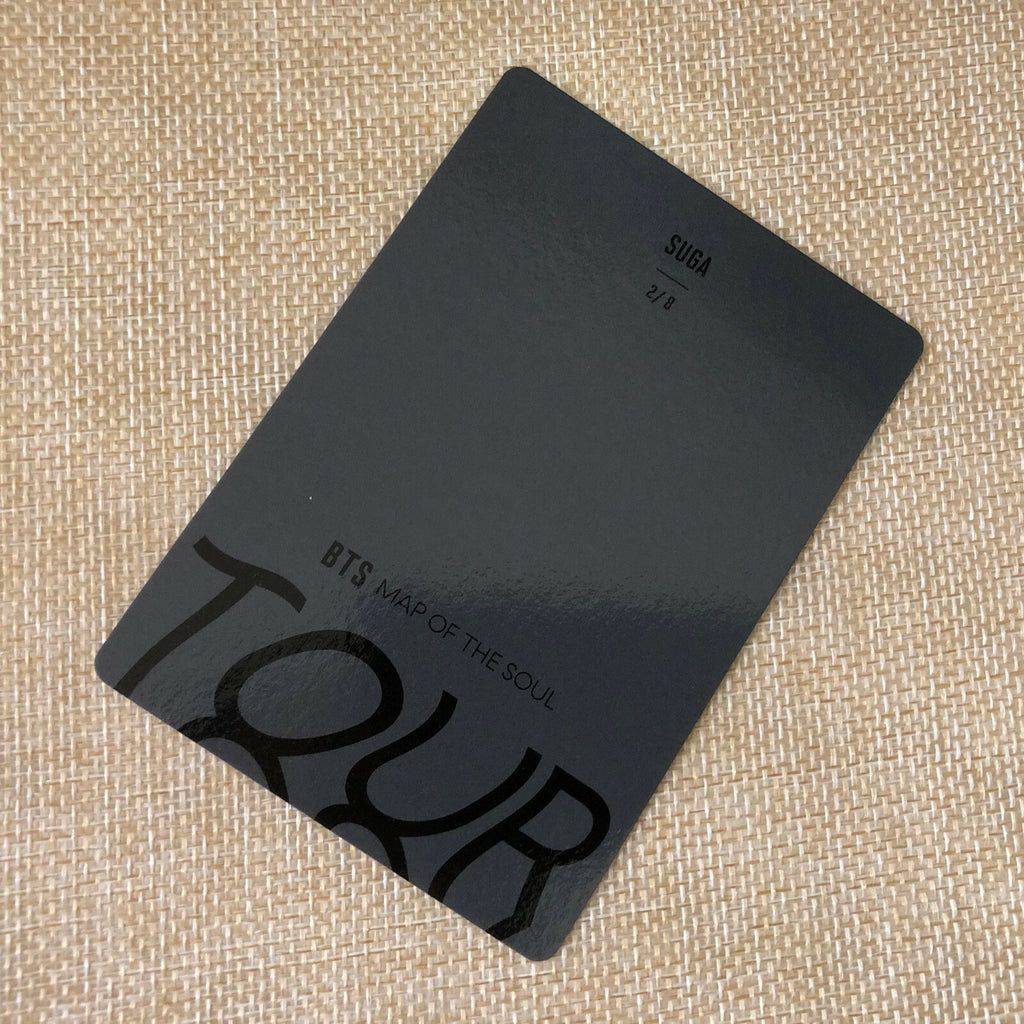 SUGA
2/8
BTS MAP OF THE SOUL
TOUR